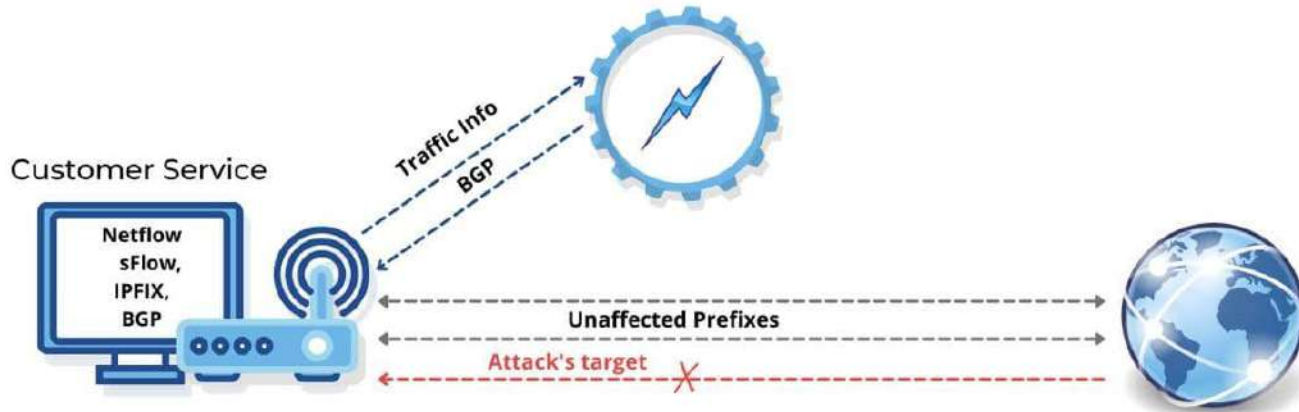 Traffic Info
BGP
Customer Service
Netflow
sFlow,
IPFIX,
BGP
Unaffected Prefixes
Attack's target